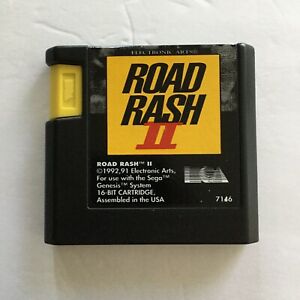 ELECTRONIC ARTS®
ROAD
RASH
II
ROAD RASH™ II
©1992,91 Electronic Arts,
For use with the Sega™
Genesis™ System
16-BIT CARTRIDGE,
Assembled in the USA
EA
7146